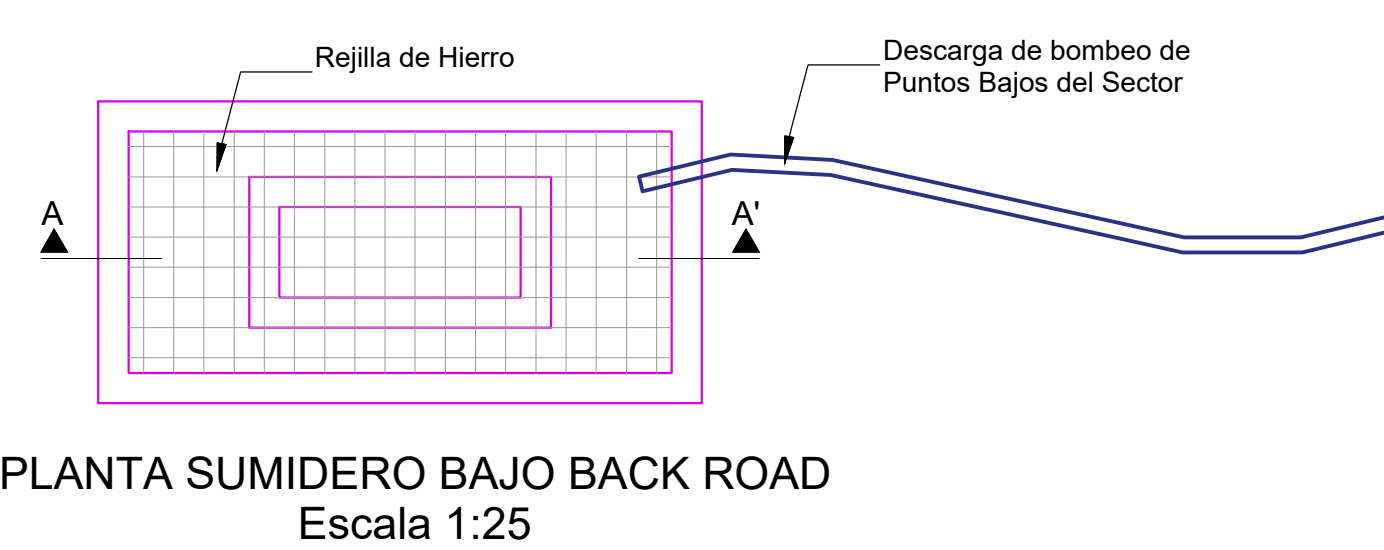 Rejilla de Hierro
Descarga de bombeo de
Puntos Bajos del Sector
A
A'
PLANTA SUMIDERO BAJO BACK ROAD
Escala 1:25